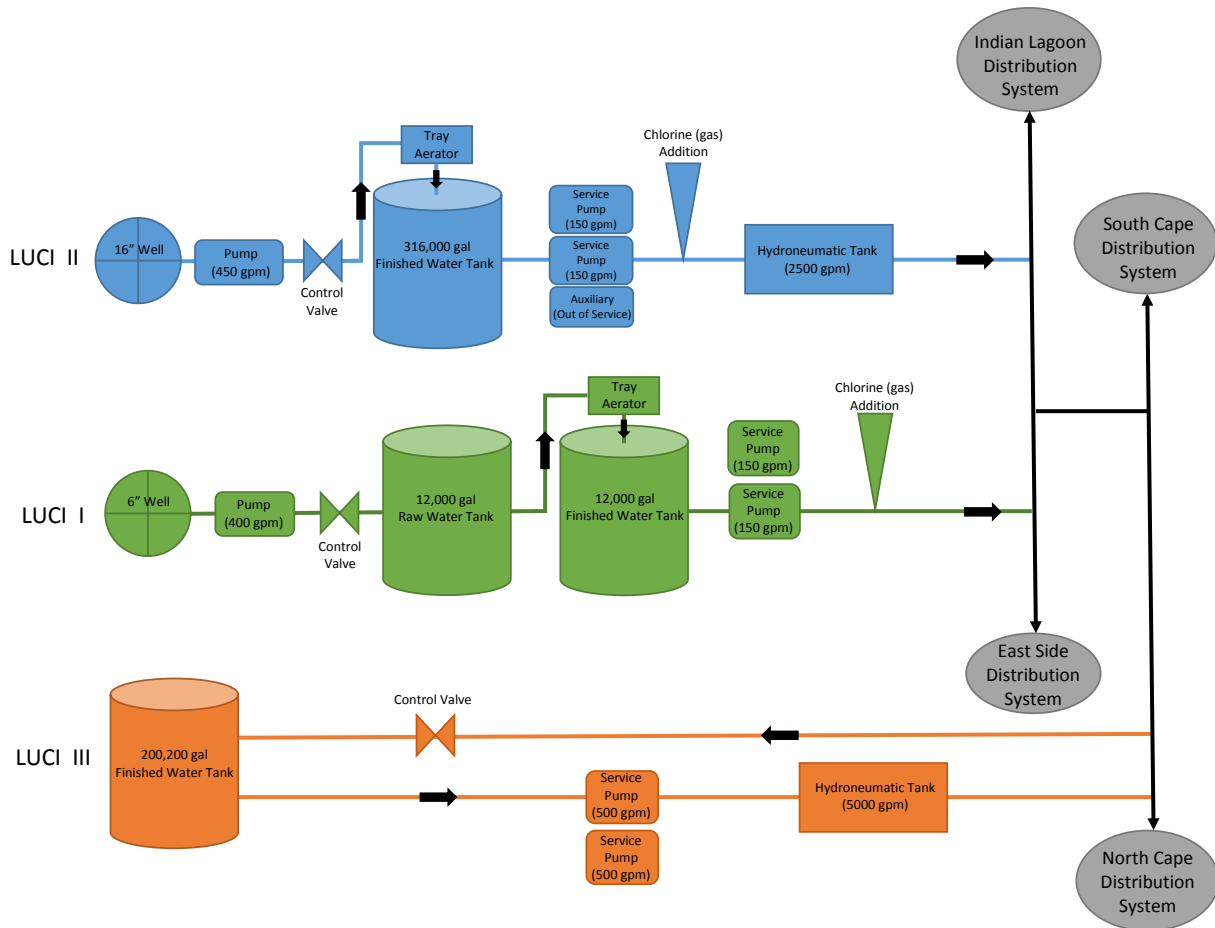 Indian Lagoon
Distribution
System
Tray
Aerator
Chlorine (gas)
Addition
South Cape
Distribution
System
LUCI II
16” Well
Pump
(450 gpm)
Control
Valve
316,000 gal
Finished Water Tank
Service
Pump
(150 gpm)
Service
Pump
(150 gpm)
Auxiliary
(Out of Service)
Hydroneumatic Tank
(2500 gpm)
LUCI I
6” Well
Pump
(400 gpm)
Control
Valve
12,000 gal
Raw Water Tank
Tray
Aerator
12,000 gal
Finished Water Tank
Service
Pump
(150 gpm)
Service
Pump
(150 gpm)
Chlorine (gas)
Addition
East Side
Distribution
System
LUCI III
200,200 gal
Finished Water Tank
Control Valve
Service
Pump
(500 gpm)
Service
Pump
(500 gpm)
Hydroneumatic Tank
(5000 gpm)
North Cape
Distribution
System